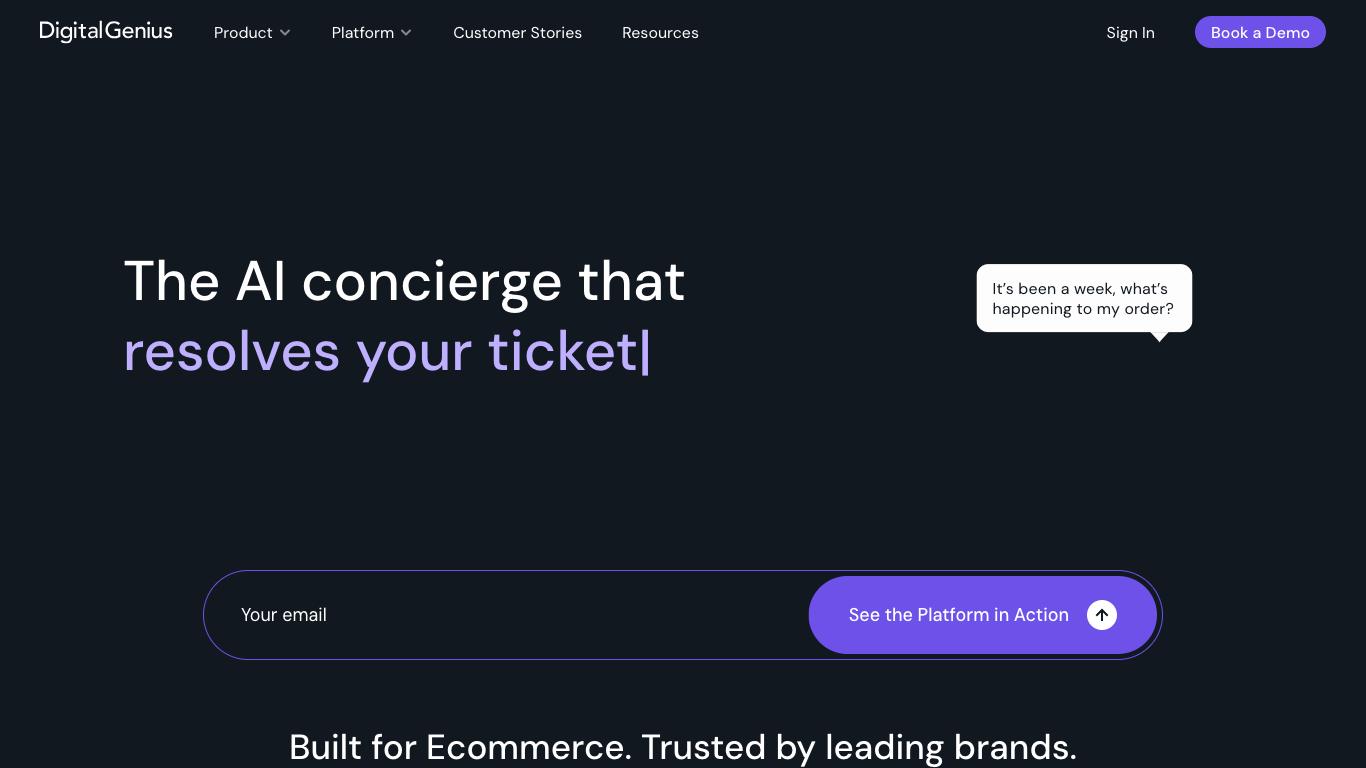 DigitalGenius
Product
Platform
Customer Stories
Resources
Sign In
Book a Demo
The AI concierge that
resolves your ticket|
It’s been a week, what’s
happening to my order?
Your email
See the Platform in Action
Built for Ecommerce. Trusted by leading brands.